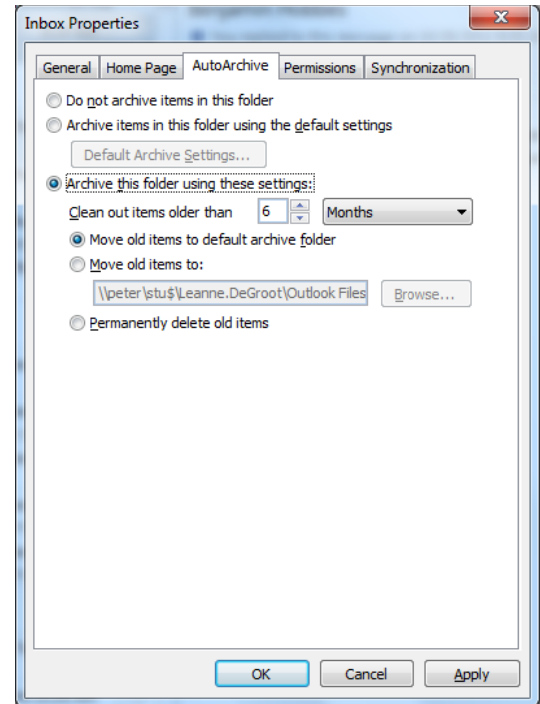 Inbox Properties
General Home Page AutoArchive Permissions Synchronization
Do not archive items in this folder
Archive items in this folder using the default settings
Default Archive Settings...
Archive this folder using these settings:
Clean out items older than 6 Months
Move old items to default archive folder
Move old items to:
\\peter\stu$\Leanne.DeGroot\Outlook Files Browse...
Permanently delete old items
OK Cancel Apply